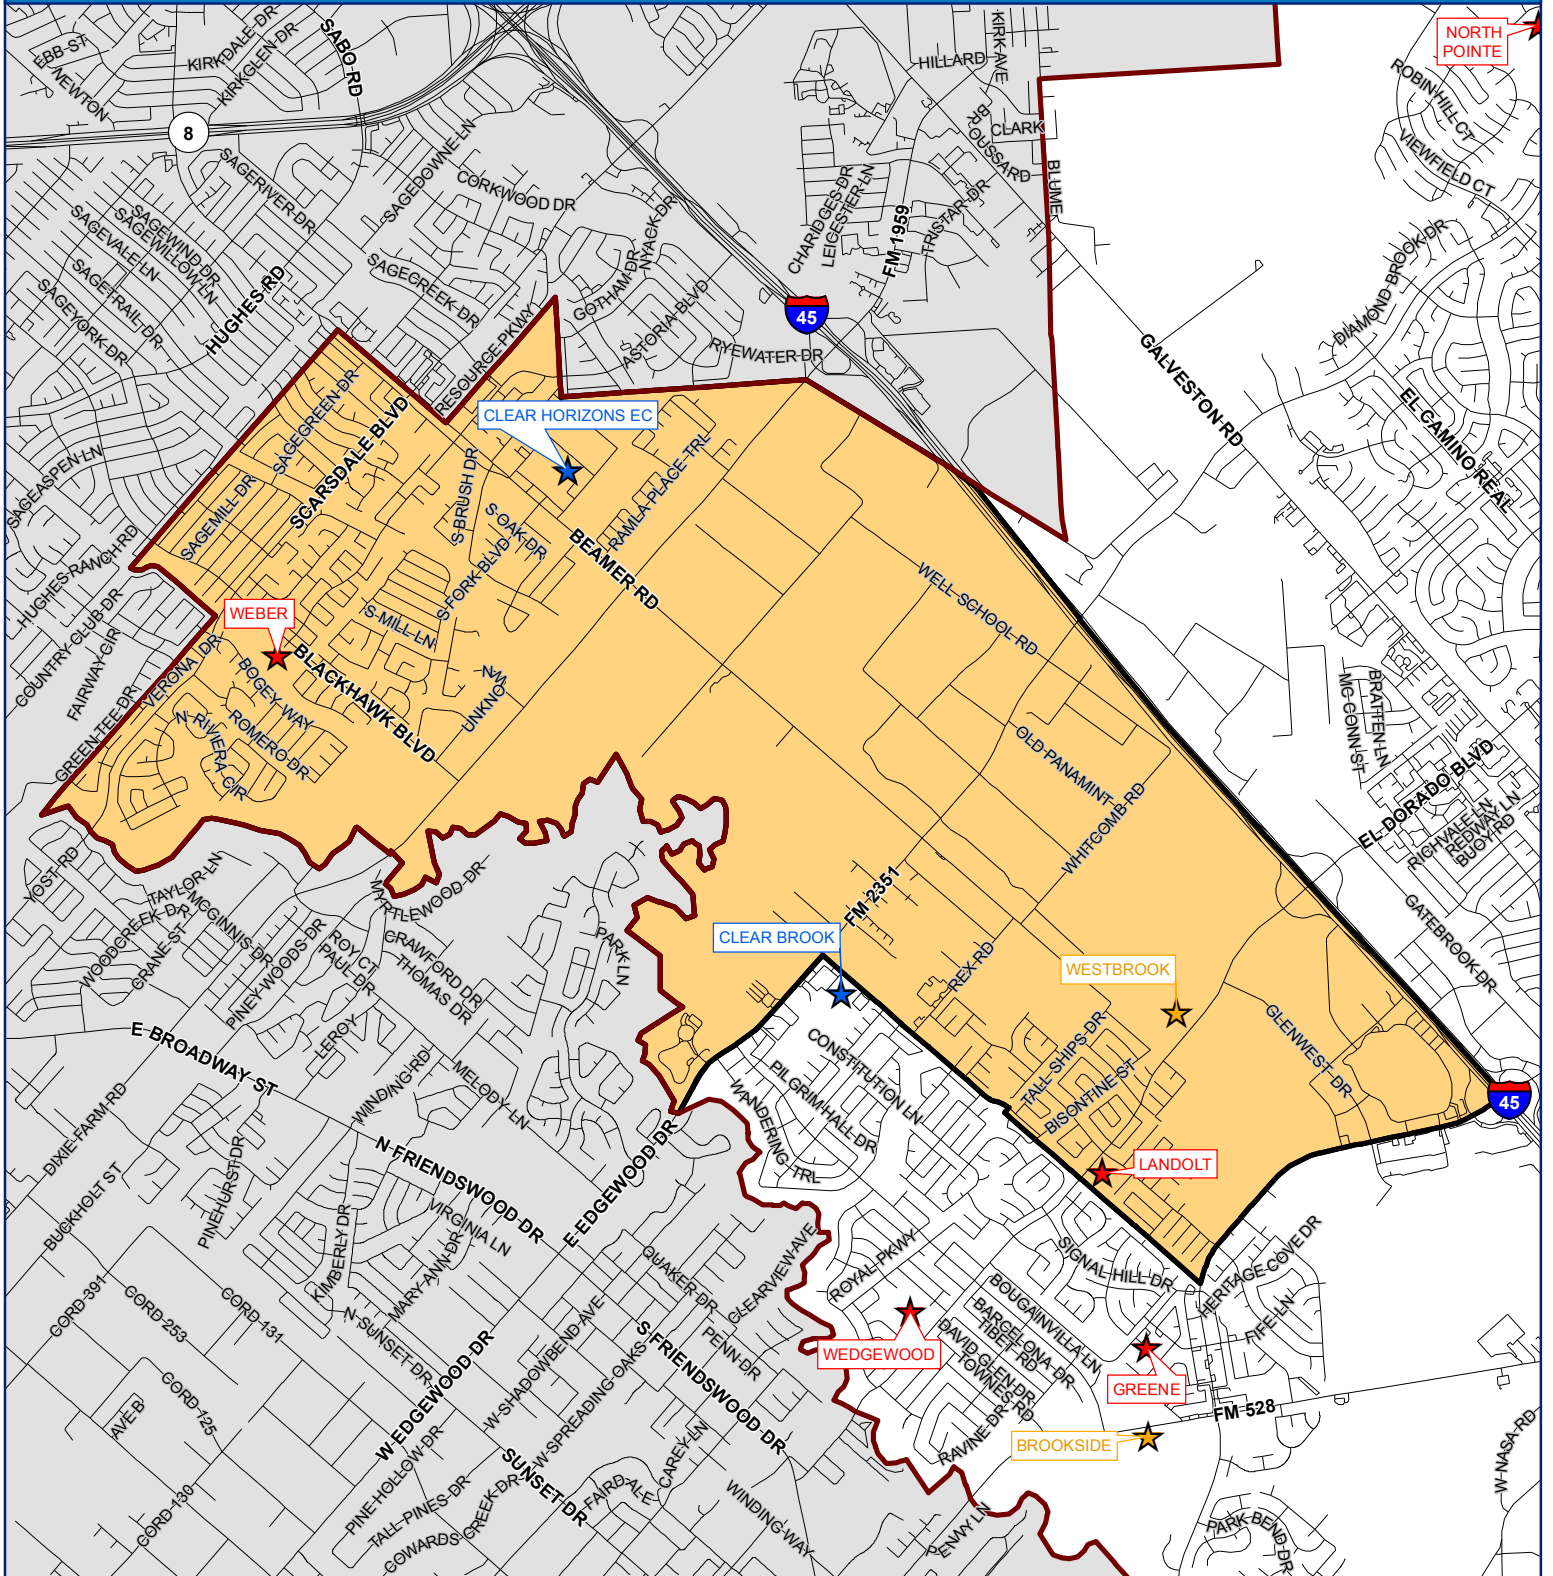 NORTH
POINTE
EBB ST
KIRKDALE DR
KIRKGLEN DR
SABO RD
NEWTON
HILLARD
KIRK AVE
ROBIN HILL CT
8
CLARK
BROUSSARD
VIEWFIELD CT
BLUME
SAGERIVER DR
SAGEDOWNE LN
CORKWOOD DR
NYACK DR
CHARIDGES DR
LEICESTER LN
FM 1959
TRISTAR DR
SAGEWIND DR
SAGEWILLOW LN
SAGEVALE LN
SAGETRAIL DR
SAGEYORK DR
HUGHES RD
SAGECREEK DR
RESOURCE PKWY
GOTHAM DR
ASTORIA BLVD
RYEWATER DR
45
DIAMOND BROOK DR
GALVESTON RD
EL CAMINO REAL
SAGEGREEN DR
SCARSDALE BLVD
CLEAR HORIZONS EC
SAGEASPEN LN
SAGEMILL DR
S BRUSH DR
S OAK DR
RAMLA PLACE TRL
BEAMER RD
S FORK BLVD
HUGHES RANCH RD
WELL SCHOOL RD
COUNTRY CLUB DR
FAIRWAY CIR
WEBER
S MILL LN
VERONA DR
BLACKHAWK BLVD
BOGEY WAY
UNKNOWN
GREEN TEE DR
N RIVIERA CIR
ROMERO DR
BRATTEN LN
MC CONN ST
OLD PANAMINT
WHITCOMB RD
EL DORADO BLVD
RICHVALE LN
REDWAY LN
BUOY RD
YOST RD
TAYLOR LN
MCGINNIS DR
WOODCREEK DR
CRANE ST
MARTLEWOOD DR
FM 2351
PINEY WOODS DR
ROY CT
PAUL DR
CRAWFORD DR
THOMAS DR
PARK LN
CLEAR BROOK
REX RD
WESTBROOK
GATEBROOK DR
E BROADWAY ST
LEROY
WINDING RD
MELODY LN
CONSTITUTION LN
PILGRIM HALL DR
WANDERING TRL
TALL SHIPS DR
BISONTINE ST
GLENWEST DR
45
DIXIE FARM RD
N FRIENDSWOOD DR
E EDGEWOOD DR
LANDOLT
BUCKHOLT ST
PINEHURST DR
KIMBERLY DR
VIRGINIA LN
MARY ANN DR
QUAKER DR
CLEARVIEW AVE
ROYAL PKWY
SIGNAL HILL DR
HERITAGE COVE DR
FIFE LN
CORD 391
CORD 253
CORD 131
N SUNSET DR
W EDGEWOOD DR
W SHADOWBEND AVE
S FRIENDSWOOD DR
PENN DR
WEDGEWOOD
BOUGAINVILLA LN
BARCELONA DR
TIBET RD
DAVID GLEN DR
TOWNES RD
GREENE
CORD 125
AVE B
W SPREADING OAKS
RAVINE DR
BROOKSIDE
FM 528
CORD 130
PINE HOLLOW DR
TALL PINES DR
COWARDS CREEK DR
SUNSET DR
FAIRDALE
CAREY LN
WINDING WAY
PENNY LN
PARK BEND DR
W NASA RD